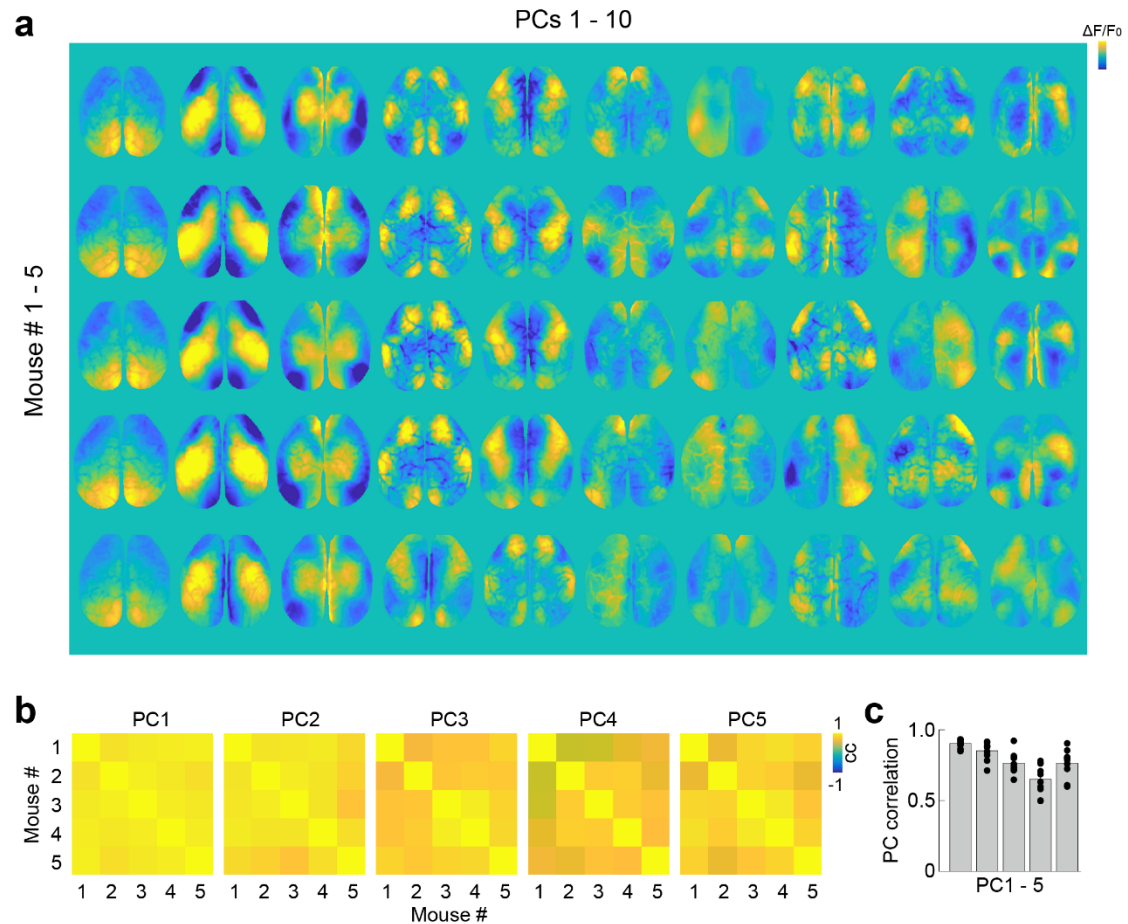 a
PCs 1 - 10
ΔF/F0
Mouse # 1 - 5
b
PC1
PC2
PC3
PC4
PC5
Mouse #
1
2
3
4
5
1 2 3 4 5
1 2 3 4 5
1 2 3 4 5
1 2 3 4 5
1 2 3 4 5
Mouse #
1
CC
-1
c
PC correlation
1.0
0.5
0
PC1 - 5